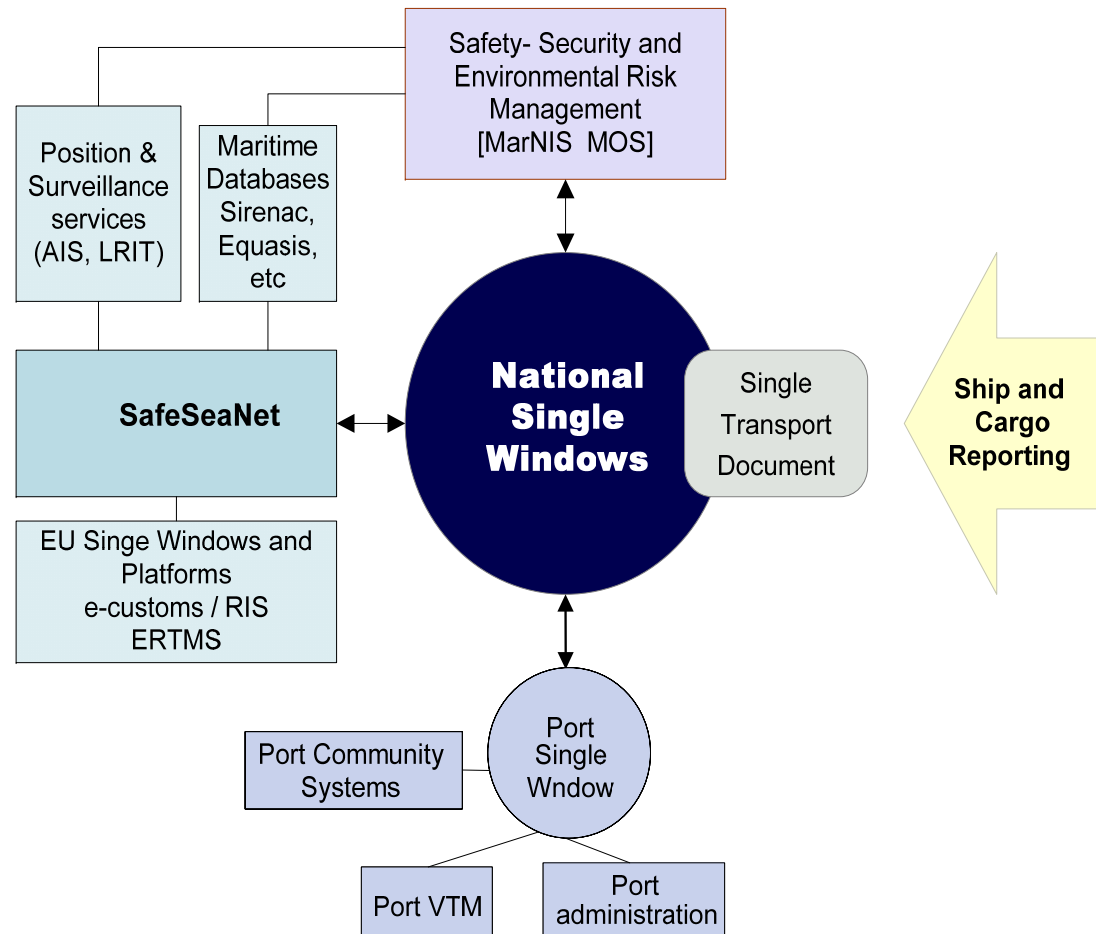 Safety- Security and
Environmental Risk
Management
[MarNIS MOS]
Position &
Surveillance
services
(AIS, LRIT)
Maritime
Databases
Sirenac,
Equasis,
etc
National
Single
Windows
Single
Transport
Document
Ship and
Cargo
Reporting
SafeSeaNet
EU Singe Windows and
Platforms
e-customs / RIS
ERTMS
Port
Single
Wndow
Port Community
Systems
Port VTM
Port
administration